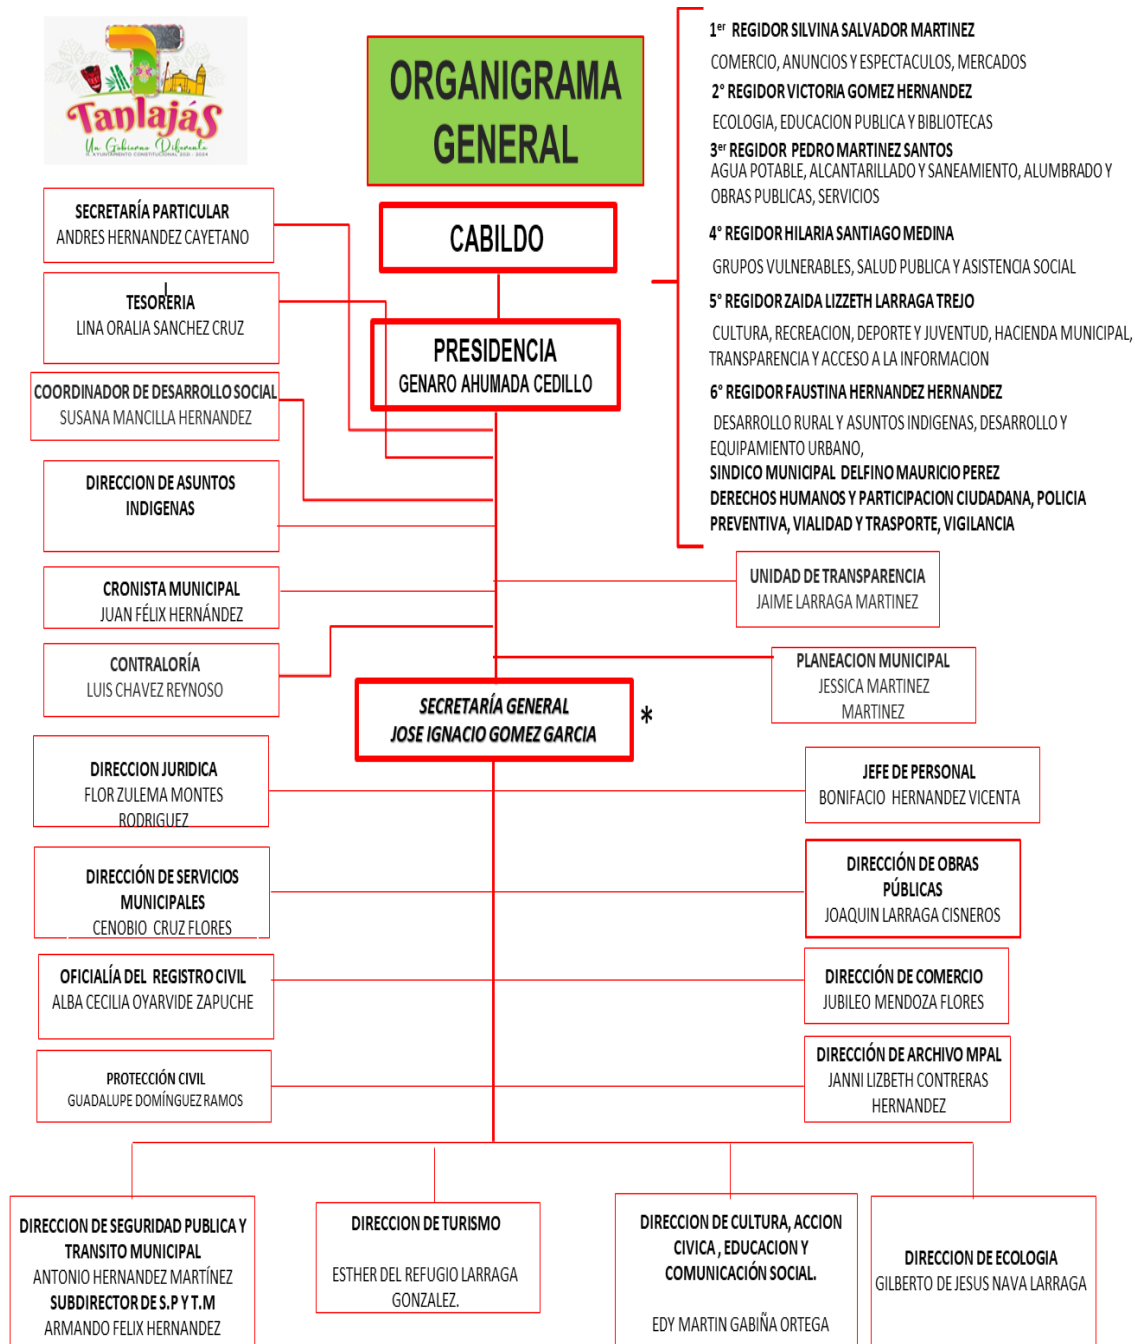 Tanlajás
Un Gobierno Diferente
H. AYUNTAMIENTO CONSTITUCIONAL 2021 - 2024
ORGANIGRAMA
GENERAL
1er REGIDOR SILVINA SALVADOR MARTINEZ
COMERCIO, ANUNCIOS Y ESPECTACULOS, MERCADOS
2° REGIDOR VICTORIA GOMEZ HERNANDEZ
ECOLOGIA, EDUCACION PUBLICA Y BIBLIOTECAS
3er REGIDOR PEDRO MARTINEZ SANTOS
AGUA POTABLE, ALCANTARILLADO Y SANEAMIENTO, ALUMBRADO Y
OBRAS PUBLICAS, SERVICIOS
4° REGIDOR HILARIA SANTIAGO MEDINA
GRUPOS VULNERABLES, SALUD PUBLICA Y ASISTENCIA SOCIAL
5° REGIDOR ZAIDA LIZZETH LARRAGA TREJO
CULTURA, RECREACION, DEPORTE Y JUVENTUD, HACIENDA MUNICIPAL,
TRANSPARENCIA Y ACCESO A LA INFORMACION
6° REGIDOR FAUSTINA HERNANDEZ HERNANDEZ
DESARROLLO RURAL Y ASUNTOS INDIGENAS, DESARROLLO Y
EQUIPAMIENTO URBANO,
SINDICO MUNICIPAL DELFINO MAURICIO PEREZ
DERECHOS HUMANOS Y PARTICIPACION CIUDADANA, POLICIA
PREVENTIVA, VIALIDAD Y TRASPORTE, VIGILANCIA
CABILDO
PRESIDENCIA
GENARO AHUMADA CEDILLO
SECRETARÍA PARTICULAR
ANDRES HERNANDEZ CAYETANO
TESORERIA
LINA ORALIA SANCHEZ CRUZ
COORDINADOR DE DESARROLLO SOCIAL
SUSANA MANCILLA HERNANDEZ
DIRECCION DE ASUNTOS
INDIGENAS
CRONISTA MUNICIPAL
JUAN FÉLIX HERNÁNDEZ
CONTRALORÍA
LUIS CHAVEZ REYNOSO
UNIDAD DE TRANSPARENCIA
JAIME LARRAGA MARTINEZ
PLANEACION MUNICIPAL
JESSICA MARTINEZ
MARTINEZ
SECRETARÍA GENERAL
JOSE IGNACIO GOMEZ GARCIA
*
DIRECCION JURIDICA
FLOR ZULEMA MONTES
RODRIGUEZ
JEFE DE PERSONAL
BONIFACIO HERNANDEZ VICENTA
DIRECCIÓN DE SERVICIOS
MUNICIPALES
CENOBIO CRUZ FLORES
DIRECCIÓN DE OBRAS
PÚBLICAS
JOAQUIN LARRAGA CISNEROS
OFICIALÍA DEL REGISTRO CIVIL
ALBA CECILIA OYARVIDE ZAPUCHE
DIRECCIÓN DE COMERCIO
JUBILEO MENDOZA FLORES
PROTECCIÓN CIVIL
GUADALUPE DOMÍNGUEZ RAMOS
DIRECCIÓN DE ARCHIVO MPAL
JANNI LIZBETH CONTRERAS
HERNANDEZ
DIRECCION DE SEGURIDAD PUBLICA Y
TRANSITO MUNICIPAL
ANTONIO HERNANDEZ MARTÍNEZ
SUBDIRECTOR DE S.P Y T.M
ARMANDO FELIX HERNANDEZ
DIRECCION DE TURISMO
ESTHER DEL REFUGIO LARRAGA
GONZALEZ.
DIRECCION DE CULTURA, ACCION
CIVICA , EDUCACION Y
COMUNICACIÓN SOCIAL.
EDY MARTIN GABIÑA ORTEGA
DIRECCION DE ECOLOGIA
GILBERTO DE JESUS NAVA LARRAGA